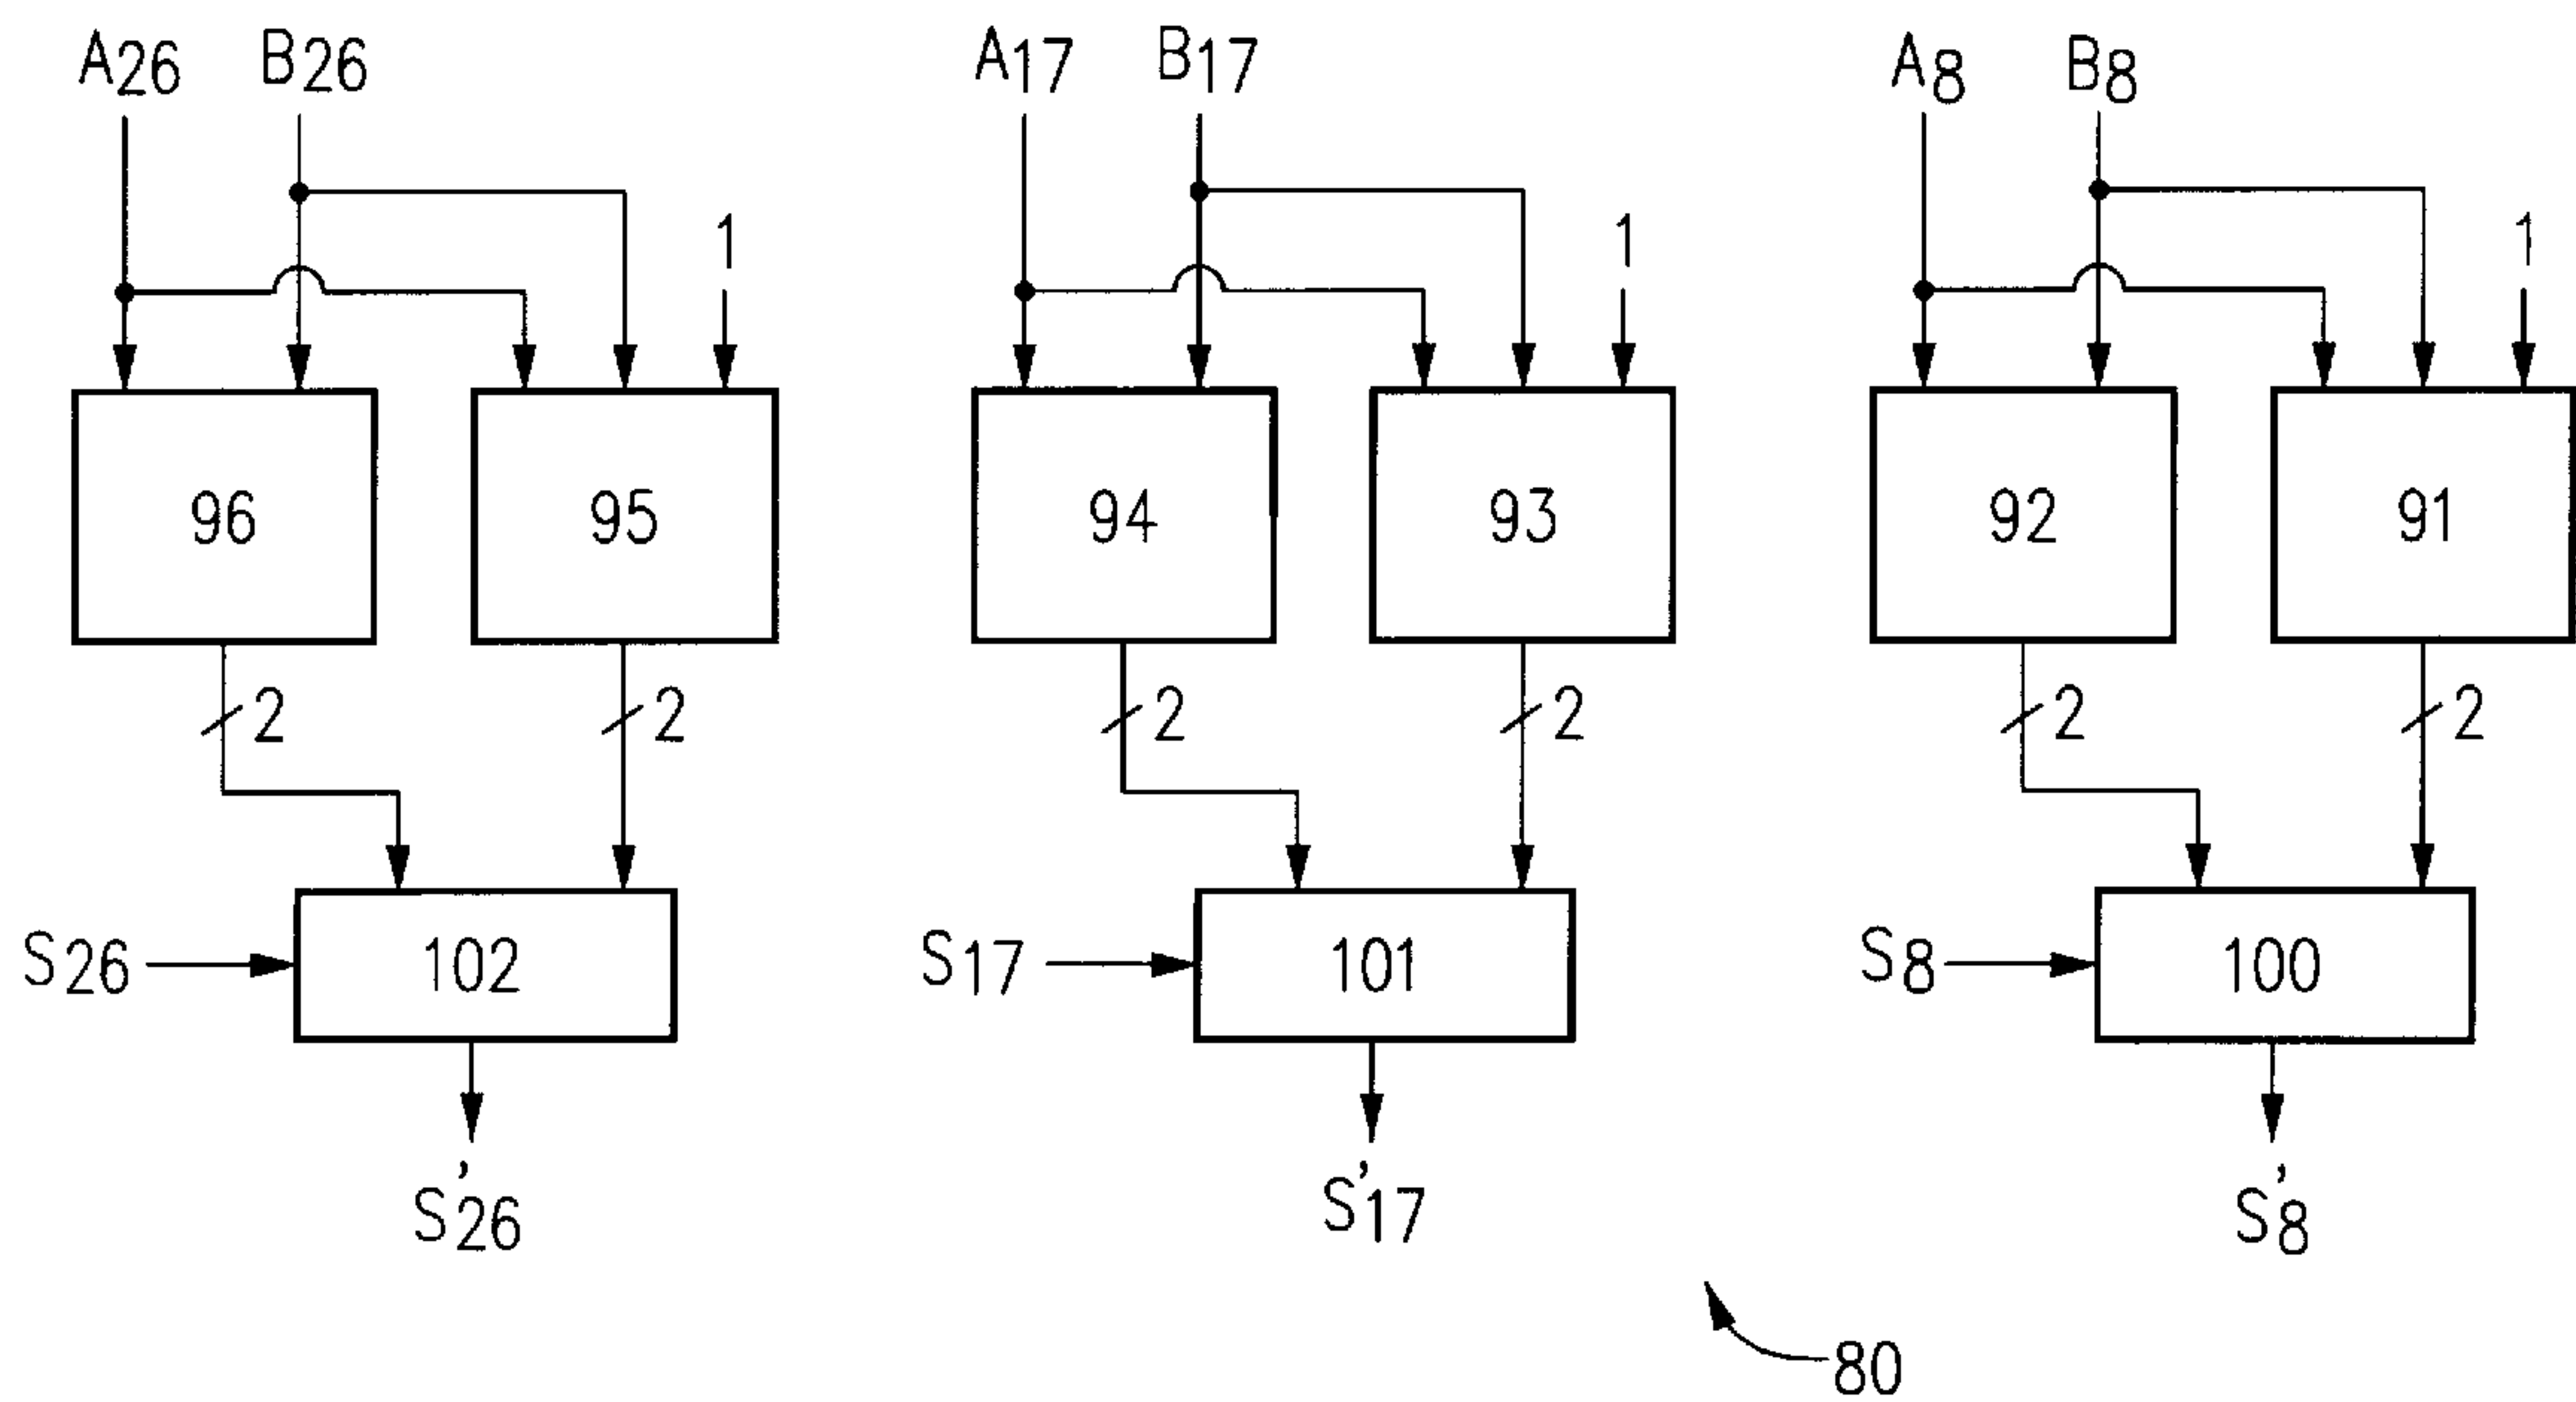 A26 B26 A17 B17 A8 B8
1 1 1
96 95 94 93 92 91
2 2 2 2 2 2
S26 102 S17 101 S8 100
S'26 S'17 S'8
80